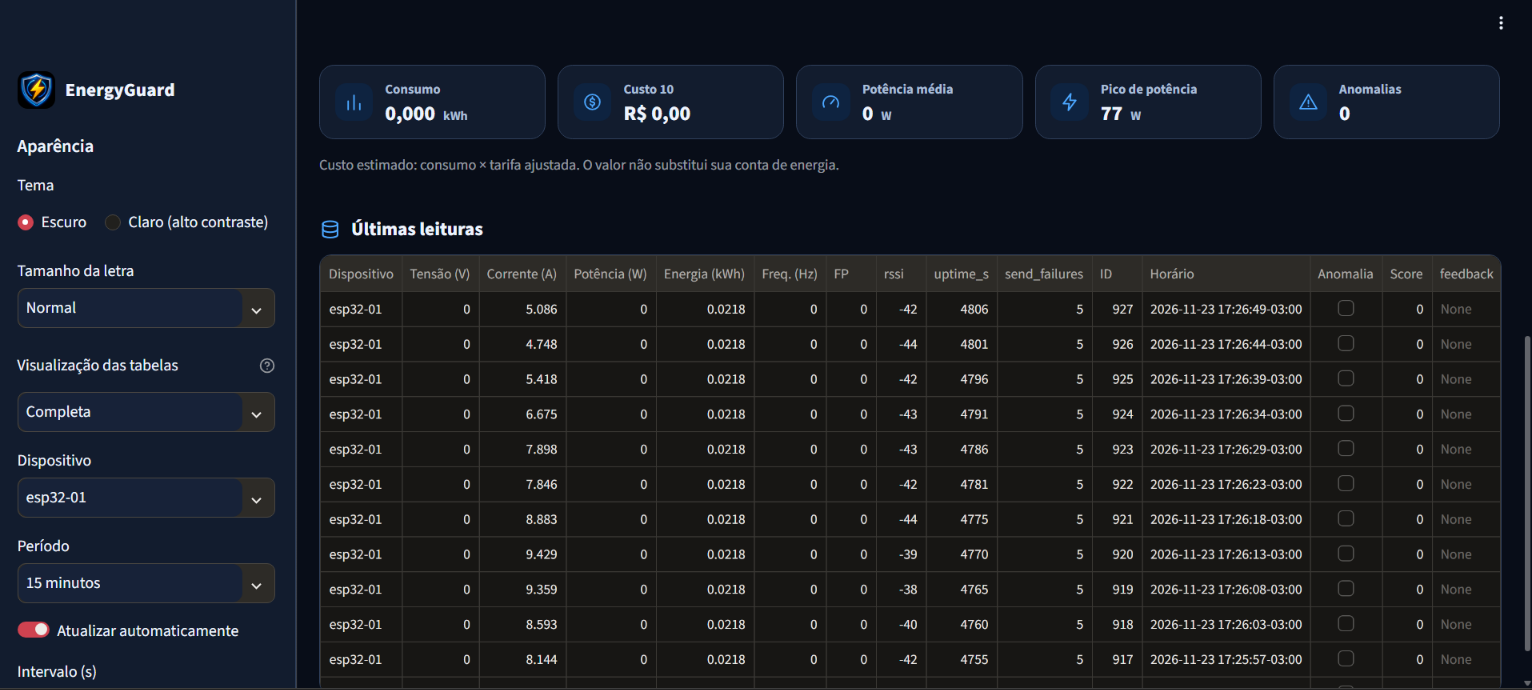 EnergyGuard
Aparência
Tema
Escuro Claro (alto contraste)
Tamanho da letra
Normal
Visualização das tabelas
Completa
Dispositivo
esp32-01
Período
15 minutos
Atualizar automaticamente
Intervalo (s)
Consumo
0,000 kWh
Custo 10
R$ 0,00
Potência média
0 W
Pico de potência
77 W
Anomalias
0
Custo estimado: consumo × tarifa ajustada. O valor não substitui sua conta de energia.
Últimas leituras
Dispositivo Tensão (V) Corrente (A) Potência (W) Energia (kWh) Freq. (Hz) FP rssi uptime_s send_failures ID Horário Anomalia Score feedback
esp32-01 0 5.086 0 0.0218 0 0 -42 4806 5 927 2026-11-23 17:26:49-03:00 0 None
esp32-01 0 4.748 0 0.0218 0 0 -44 4801 5 926 2026-11-23 17:26:44-03:00 0 None
esp32-01 0 5.418 0 0.0218 0 0 -42 4796 5 925 2026-11-23 17:26:39-03:00 0 None
esp32-01 0 6.675 0 0.0218 0 0 -43 4791 5 924 2026-11-23 17:26:34-03:00 0 None
esp32-01 0 7.898 0 0.0218 0 0 -43 4786 5 923 2026-11-23 17:26:29-03:00 0 None
esp32-01 0 7.846 0 0.0218 0 0 -42 4781 5 922 2026-11-23 17:26:23-03:00 0 None
esp32-01 0 8.883 0 0.0218 0 0 -44 4775 5 921 2026-11-23 17:26:18-03:00 0 None
esp32-01 0 9.429 0 0.0218 0 0 -39 4770 5 920 2026-11-23 17:26:13-03:00 0 None
esp32-01 0 9.359 0 0.0218 0 0 -38 4765 5 919 2026-11-23 17:26:08-03:00 0 None
esp32-01 0 8.593 0 0.0218 0 0 -40 4760 5 918 2026-11-23 17:26:03-03:00 0 None
esp32-01 0 8.144 0 0.0218 0 0 -42 4755 5 917 2026-11-23 17:25:57-03:00 0 None